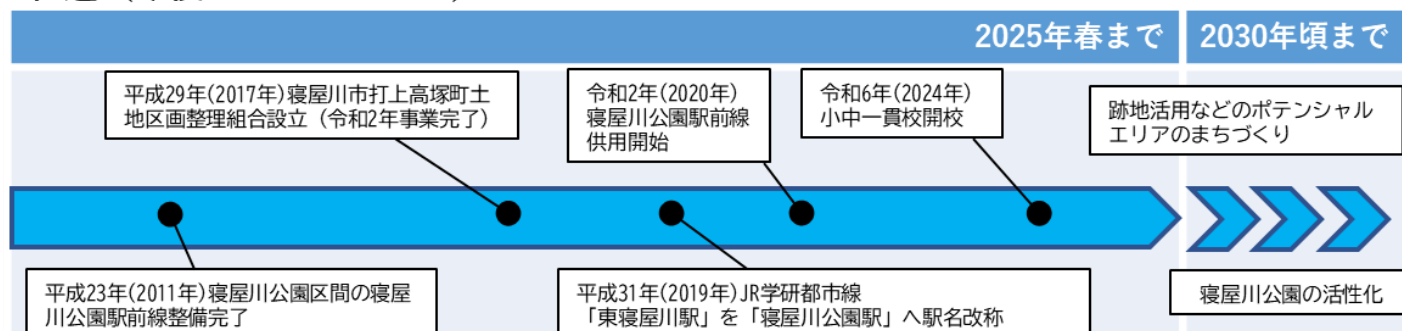 2025年春まで
2030年頃まで
平成29年(2017年)寝屋川市打上高塚町土
地区画整理組合設立（令和2年事業完了）
令和2年(2020年)
寝屋川公園駅前線
供用開始
令和6年(2024年)
小中一貫校開校
跡地活用などのポテンシャル
エリアのまちづくり
平成23年(2011年)寝屋川公園区間の寝屋
川公園駅前線整備完了
平成31年(2019年)JR学研都市線
「東寝屋川駅」を「寝屋川公園駅」へ駅名改称
寝屋川公園の活性化